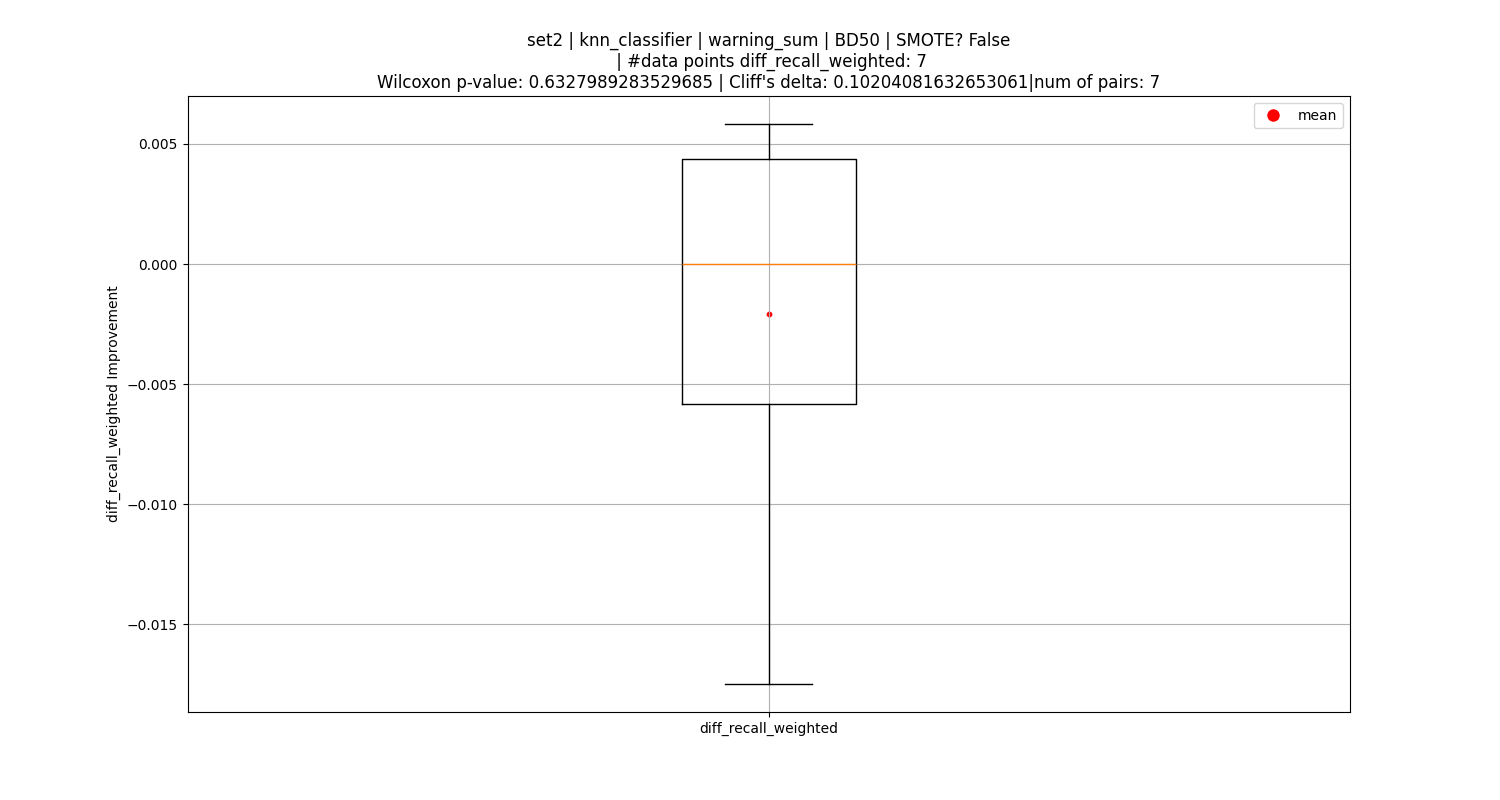 set2 | knn_classifier | warning_sum | BD50 | SMOTE? False
| #data points diff_recall_weighted: 7
Wilcoxon p-value: 0.6327989283529685 | Cliff's delta: 0.10204081632653061|num of pairs: 7
mean
0.005
0.000
−0.005
−0.010
−0.015
diff_recall_weighted Improvement
diff_recall_weighted